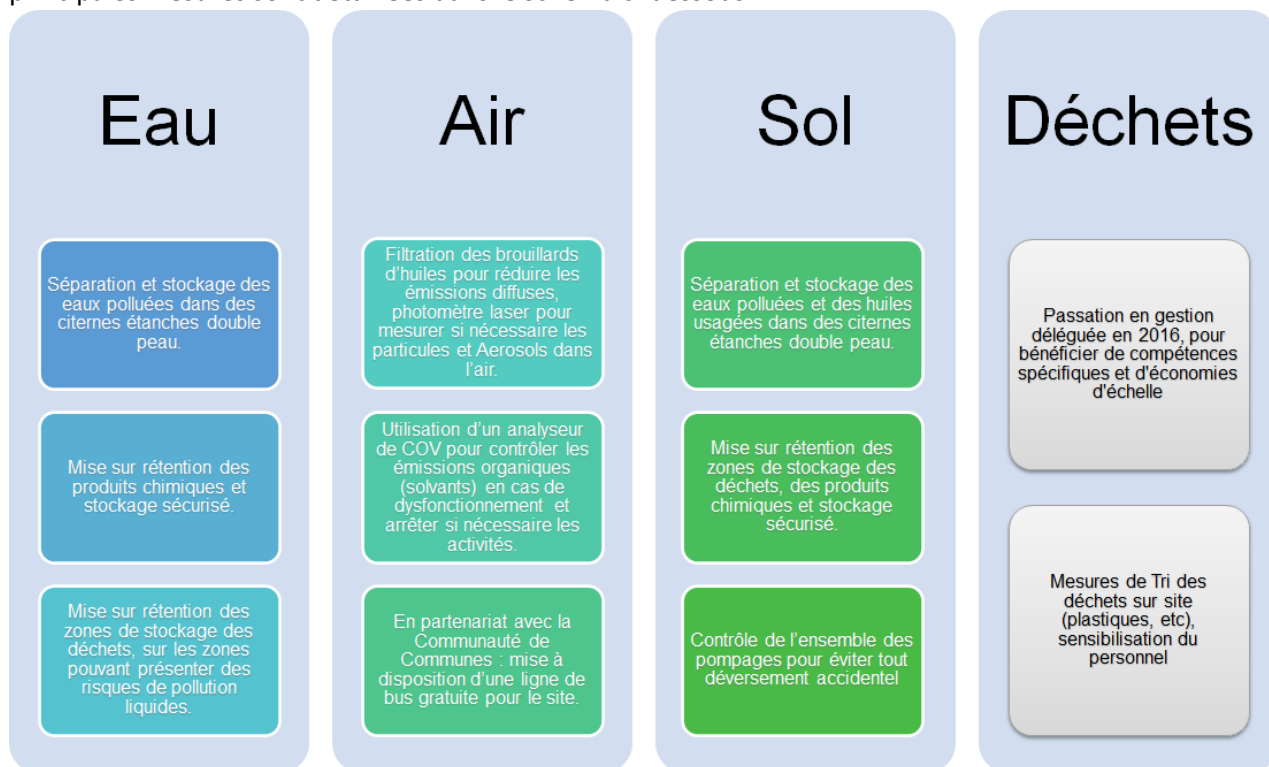 Eau
Séparation et stockage des
eaux polluées dans des
citernes étanches double
peau.
Mise sur rétention des
produits chimiques et
stockage sécurisé.
Mise sur rétention des
zones de stockage des
déchets, sur les zones
pouvant présenter des
risques de pollution
liquides.
Air
Filtration des brouillards
d’huiles pour réduire les
émissions diffuses,
photomètre laser pour
mesurer si nécessaire les
particules et Aerosols dans
l’air.
Utilisation d’un analyseur
de COV pour contrôler les
émissions organiques
(solvants) en cas de
dysfonctionnement et
arrêter si nécessaire les
activités.
En partenariat avec la
Communauté de
Communes : mise à
disposition d’une ligne de
bus gratuite pour le site.
Sol
Séparation et stockage des
eaux polluées et des huiles
usagées dans des citernes
étanches double peau.
Mise sur rétention des
zones de stockage des
déchets, des produits
chimiques et stockage
sécurisé.
Contrôle de l’ensemble des
pompages pour éviter tout
déversement accidentel
Déchets
Passation en gestion
déléguée en 2016, pour
bénéficier de compétences
spécifiques et d'économies
d'échelle
Mesures de Tri des
déchets sur site
(plastiques, etc),
sensibilisation du
personnel